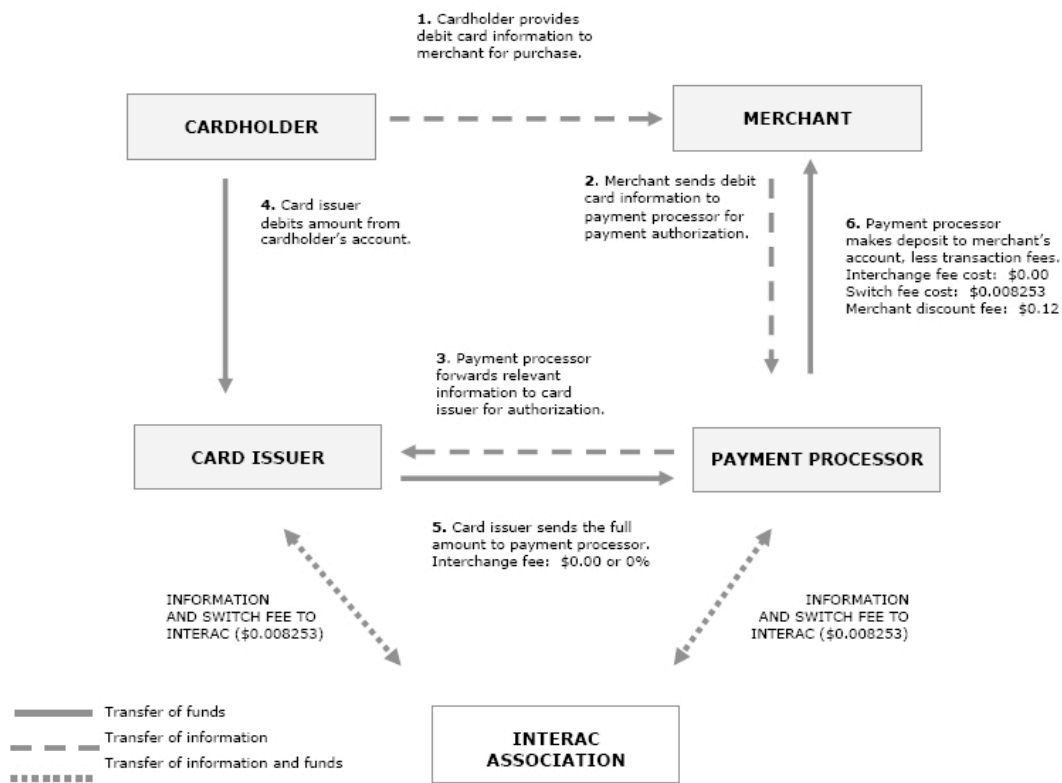 1. Cardholder provides
debit card information to
merchant for purchase.
CARDHOLDER
MERCHANT
4. Card issuer
debits amount from
cardholder's account.
2. Merchant sends debit
card information to
payment processor for
payment authorization.
6. Payment processor
makes deposit to merchant's
account, less transaction fees.
Interchange fee cost: $0.00
Switch fee cost: $0.008253
Merchant discount fee: $0.12
3. Payment processor
forwards relevant
information to card
issuer for authorization.
CARD ISSUER
PAYMENT PROCESSOR
5. Card issuer sends the full
amount to payment processor.
Interchange fee: $0.00 or 0%
INFORMATION
AND SWITCH FEE TO
INTERAC ($0.008253)
INFORMATION
AND SWITCH FEE TO
INTERAC ($0.008253)
Transfer of funds
Transfer of information
Transfer of information and funds
INTERAC
ASSOCIATION